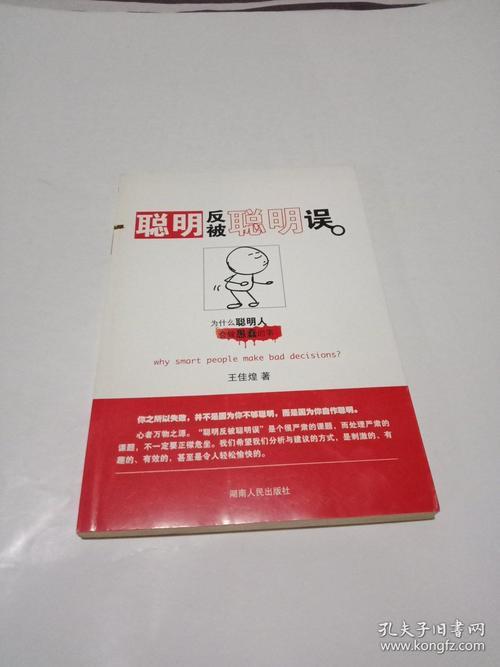 聪明反被聪明误。
为什么聪明人
会做愚蠢的事
why smart people make bad decisions?
王佳煌 著
你之所以失败，并不是因为你不够聪明，而是因为你自作聪明。
心者万物之源。“聪明反被聪明误”是个很严肃的课题，而处理严肃的
课题，不一定要正襟危坐。我们希望我们分析与建议的方式，是刺激的、有
趣的、有效的，甚至是令人轻松愉快的。
湖南人民出版社
孔夫子旧书网
www.kongfz.com